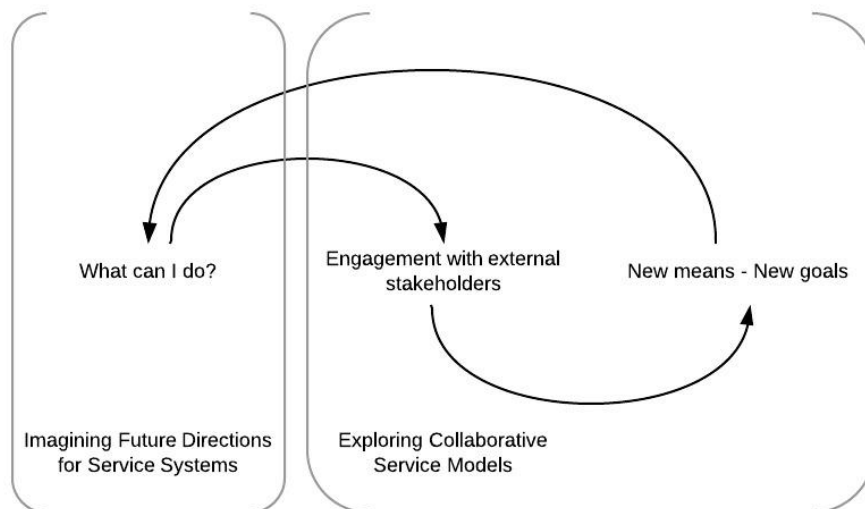 What can I do?
Engagement with external
stakeholders
New means - New goals
Imagining Future Directions
for Service Systems
Exploring Collaborative
Service Models